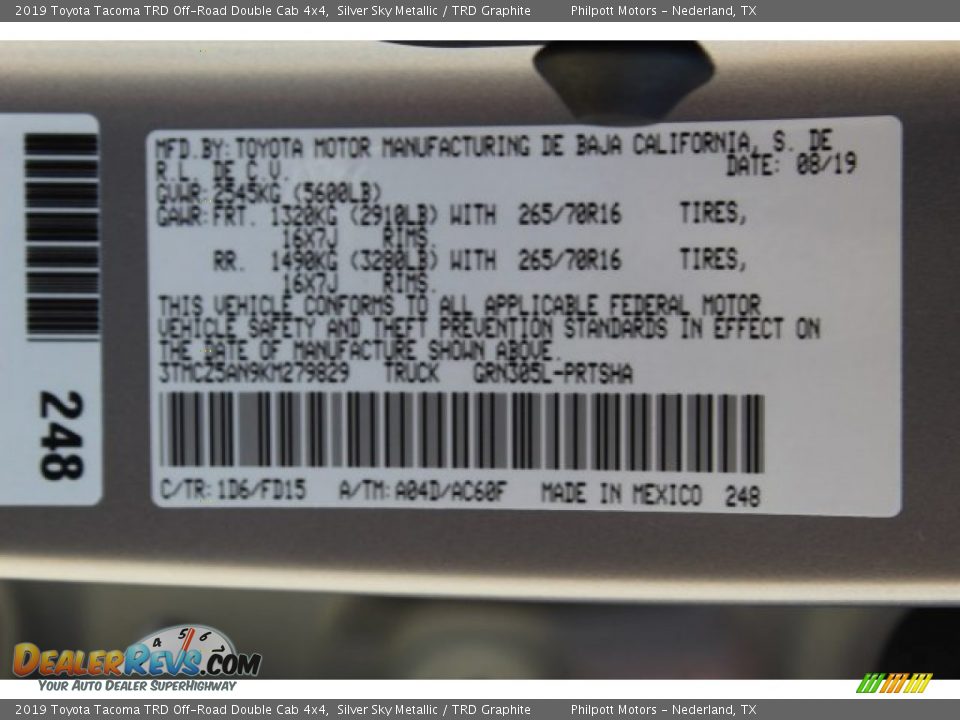 2019 Toyota Tacoma TRD Off-Road Double Cab 4x4, Silver Sky Metallic / TRD Graphite Philpott Motors - Nederland, TX
MFD.BY:TOYOTA MOTOR MANUFACTURING DE BAJA CALIFORNIA, S. DE
R.L. DE C.V. DATE: 08/19
GVWR:2545KG (5600LB)
GAWR:FRT. 1320KG (2910LB) WITH 265/70R16 TIRES,
16X7J RIMS.
RR. 1490KG (3280LB) WITH 265/70R16 TIRES,
16X7J RIMS.
THIS VEHICLE CONFORMS TO ALL APPLICABLE FEDERAL MOTOR
VEHICLE SAFETY AND THEFT PREVENTION STANDARDS IN EFFECT ON
THE DATE OF MANUFACTURE SHOWN ABOVE.
3TMCZ5AN9KM279829 TRUCK GRN305L-PRTSHA
C/TR:1D6/FD15 A/TM:A04D/AC60F MADE IN MEXICO 248
248
4 5 6
DEALERREVS.COM
YOUR AUTO DEALER SUPERHIGHWAY
2019 Toyota Tacoma TRD Off-Road Double Cab 4x4, Silver Sky Metallic / TRD Graphite Philpott Motors - Nederland, TX